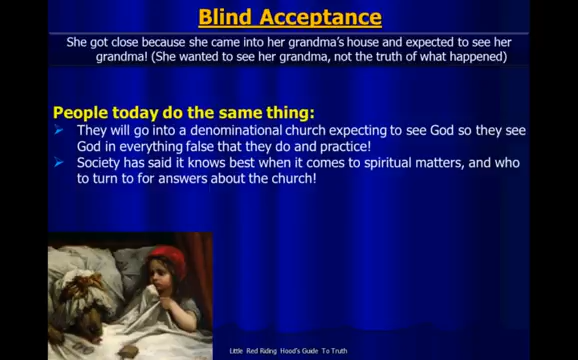 Blind Acceptance
She got close because she came into her grandma's house and expected to see her
grandma! (She wanted to see her grandma, not the truth of what happened)
People today do the same thing:
They will go into a denominational church expecting to see God so they see
God in everything false that they do and practice!
Society has said it knows best when it comes to spiritual matters, and who
to turn to for answers about the church!
Little Red Riding Hood's Guide To Truth